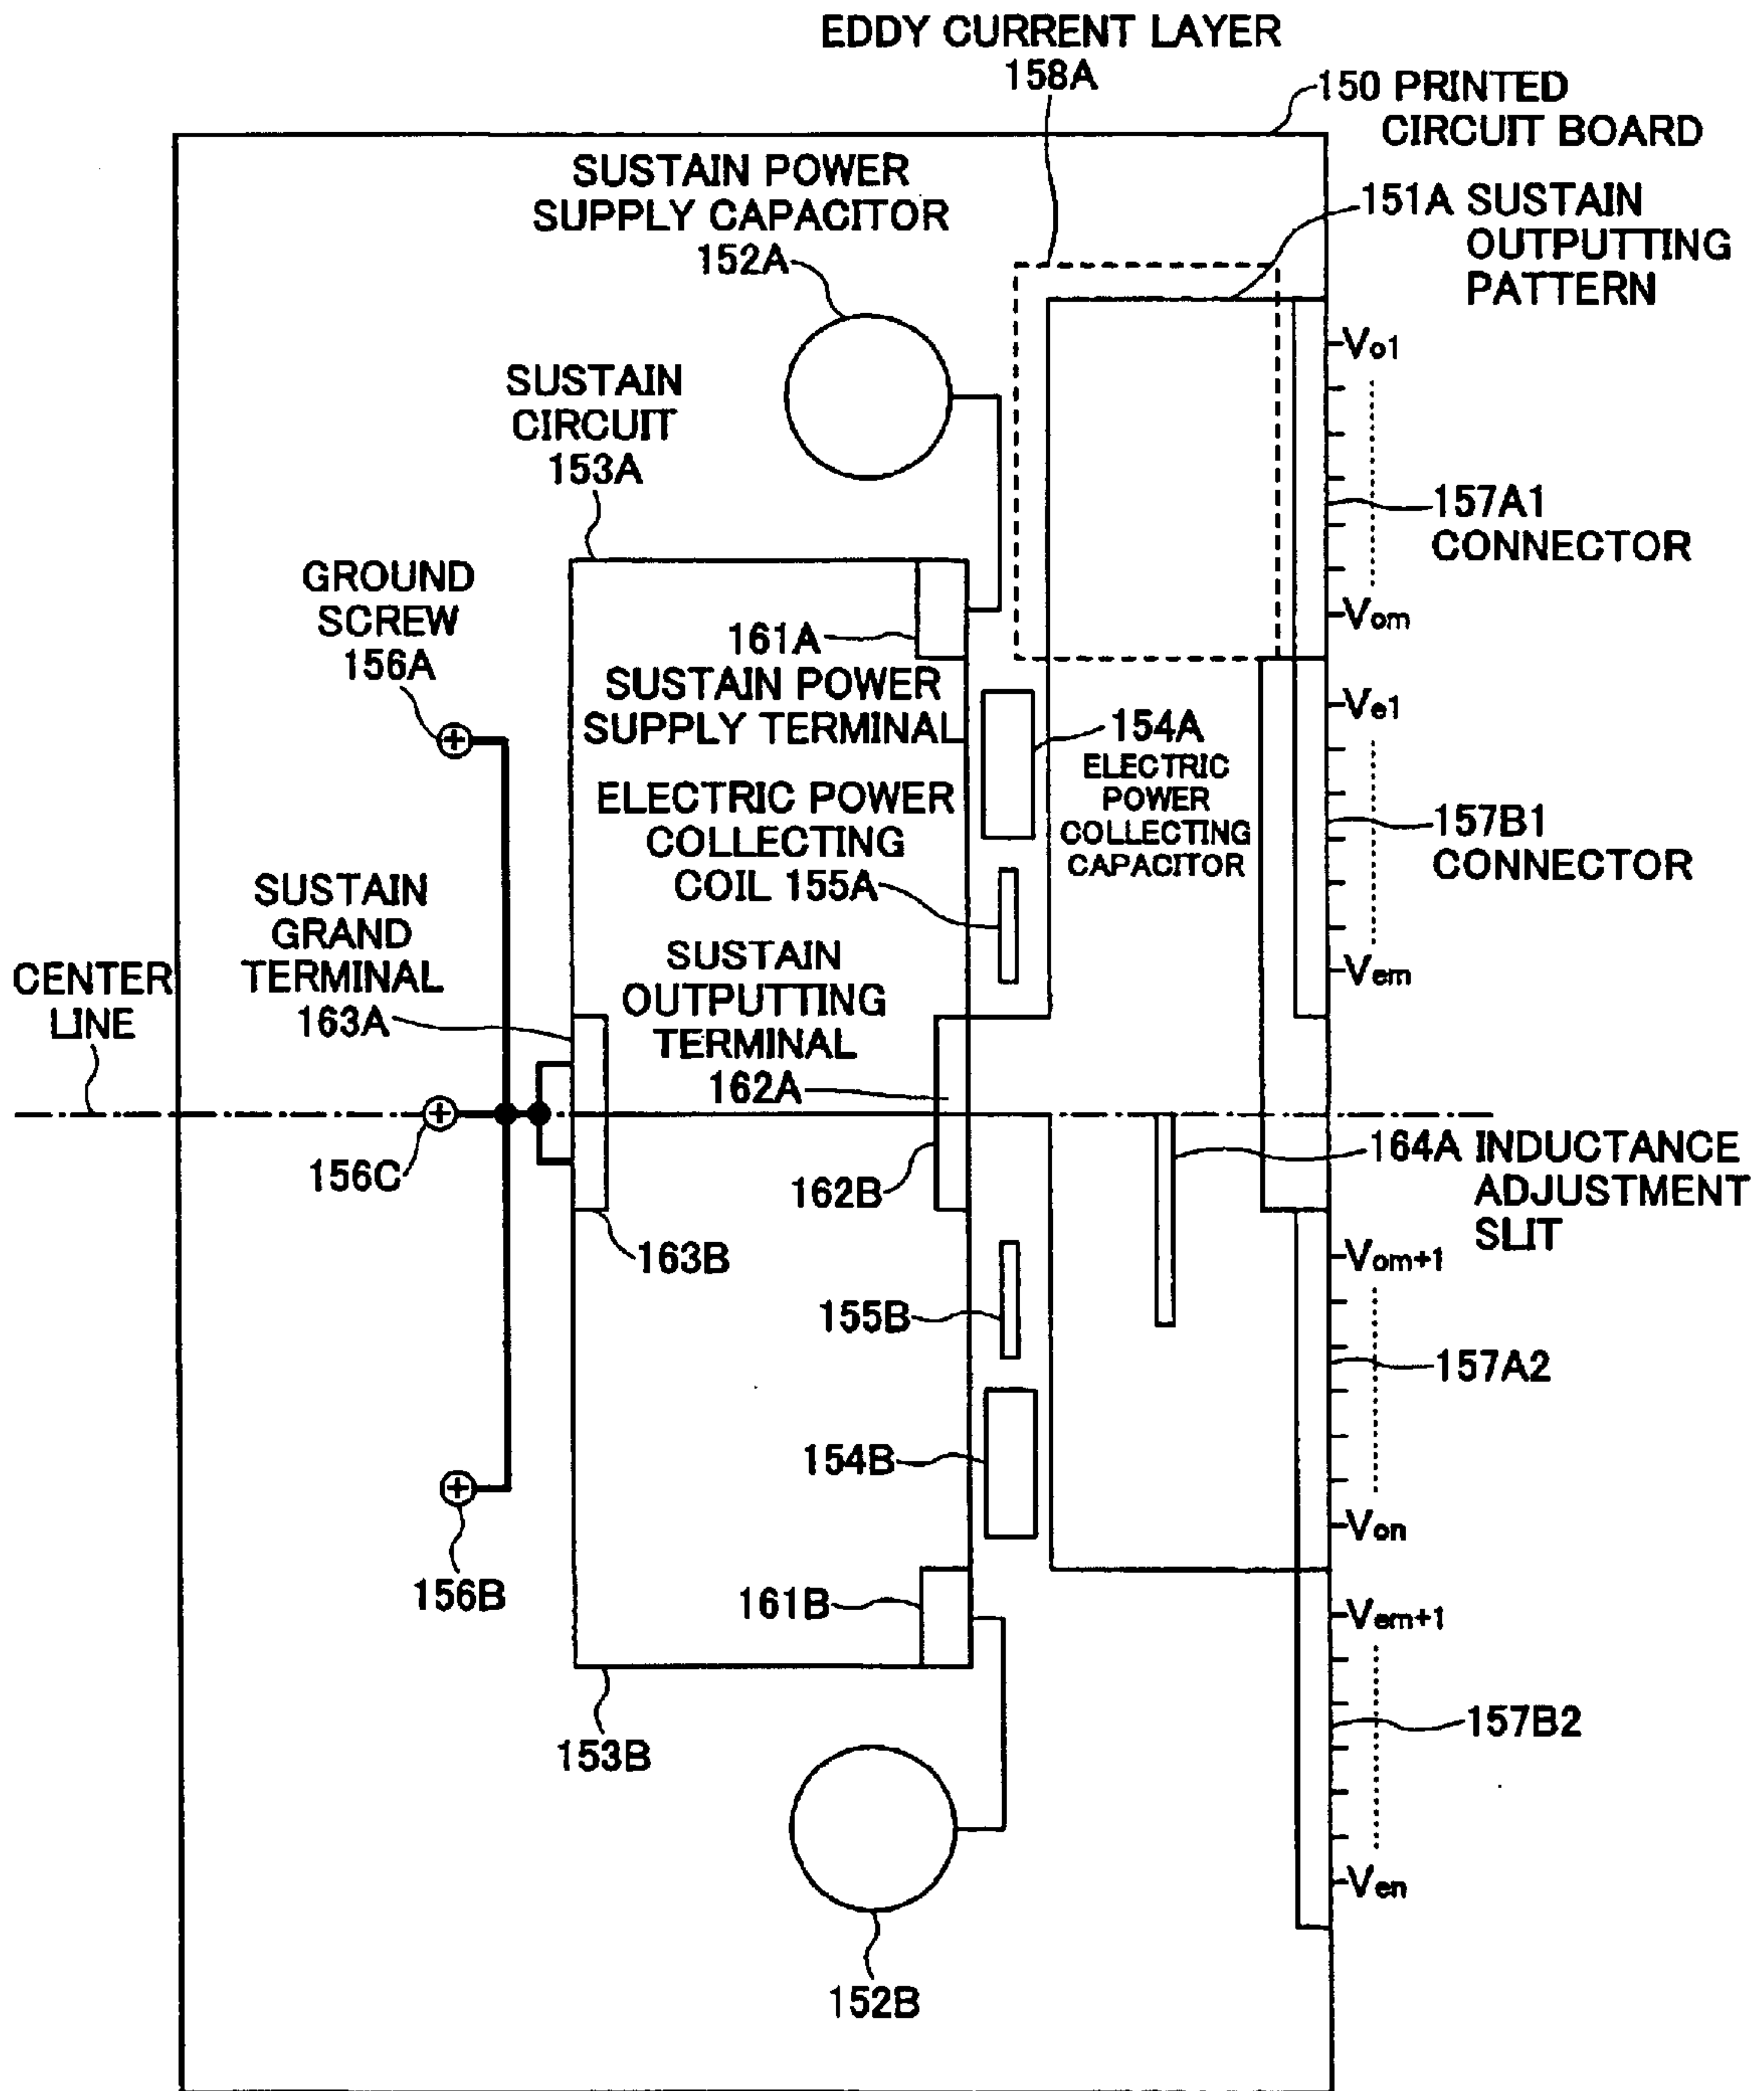 EDDY CURRENT LAYER
158A
150 PRINTED
CIRCUIT BOARD
SUSTAIN POWER
SUPPLY CAPACITOR
152A
151A SUSTAIN
OUTPUTTING
PATTERN
Vo1
SUSTAIN
CIRCUIT
153A
157A1
CONNECTOR
GROUND
SCREW
156A
Vom
161A
SUSTAIN POWER
SUPPLY TERMINAL
Ve1
154A
ELECTRIC
POWER
COLLECTING
CAPACITOR
ELECTRIC POWER
COLLECTING
COIL 155A
157B1
CONNECTOR
SUSTAIN
GRAND
TERMINAL
163A
SUSTAIN
OUTPUTTING
TERMINAL
162A
Vem
CENTER
LINE
156C
162B
164A INDUCTANCE
ADJUSTMENT
SLIT
163B
Vom+1
155B
157A2
154B
Von
156B
161B
Vem+1
153B
157B2
Ven
152B